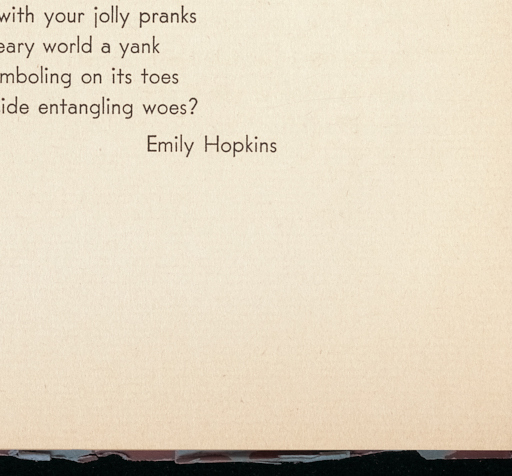 with your jolly pranks
eary world a yank
mboling on its toes
ide entangling woes?
Emily Hopkins